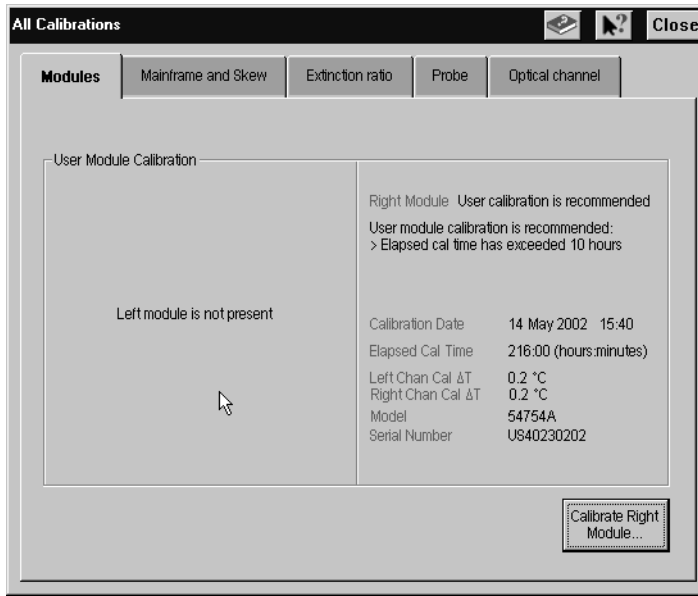 All Calibrations
?
?
Close
Modules
Mainframe and Skew
Extinction ratio
Probe
Optical channel
User Module Calibration
Left module is not present
Right Module User calibration is recommended
User module calibration is recommended:
> Elapsed cal time has exceeded 10 hours
Calibration Date 14 May 2002 15:40
Elapsed Cal Time 216:00 (hours:minutes)
Left Chan Cal ΔT 0.2 °C
Right Chan Cal ΔT 0.2 °C
Model 54754A
Serial Number US40230202
Calibrate Right
Module...